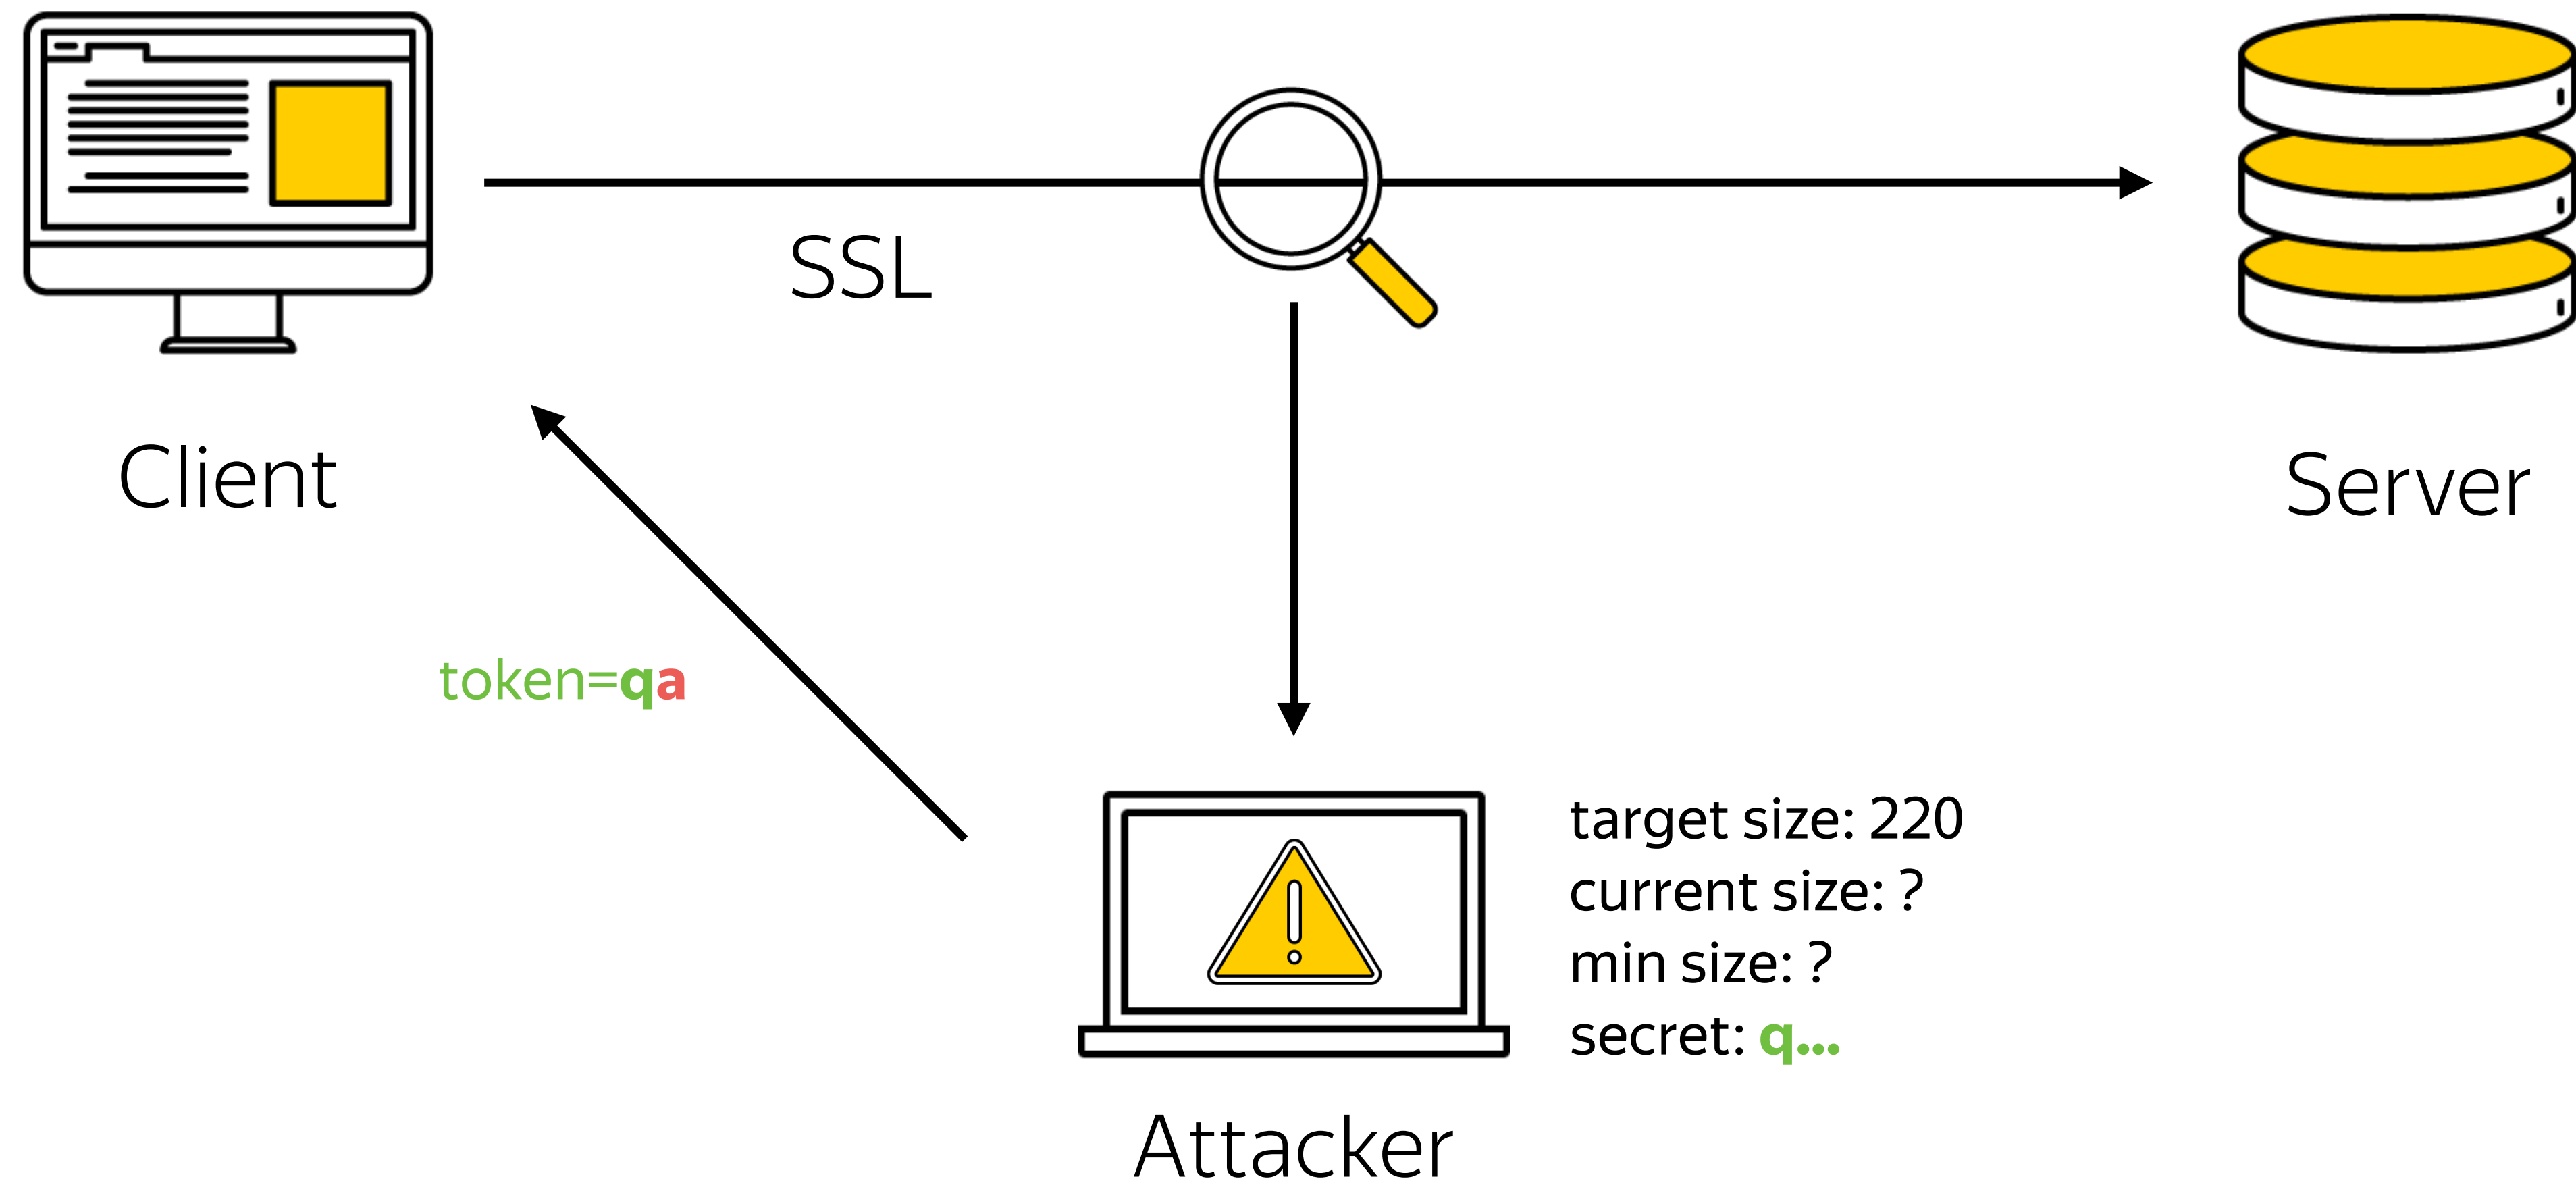 SSL
Client
Server
token=qa
target size: 220
current size: ?
min size: ?
secret: q...
Attacker